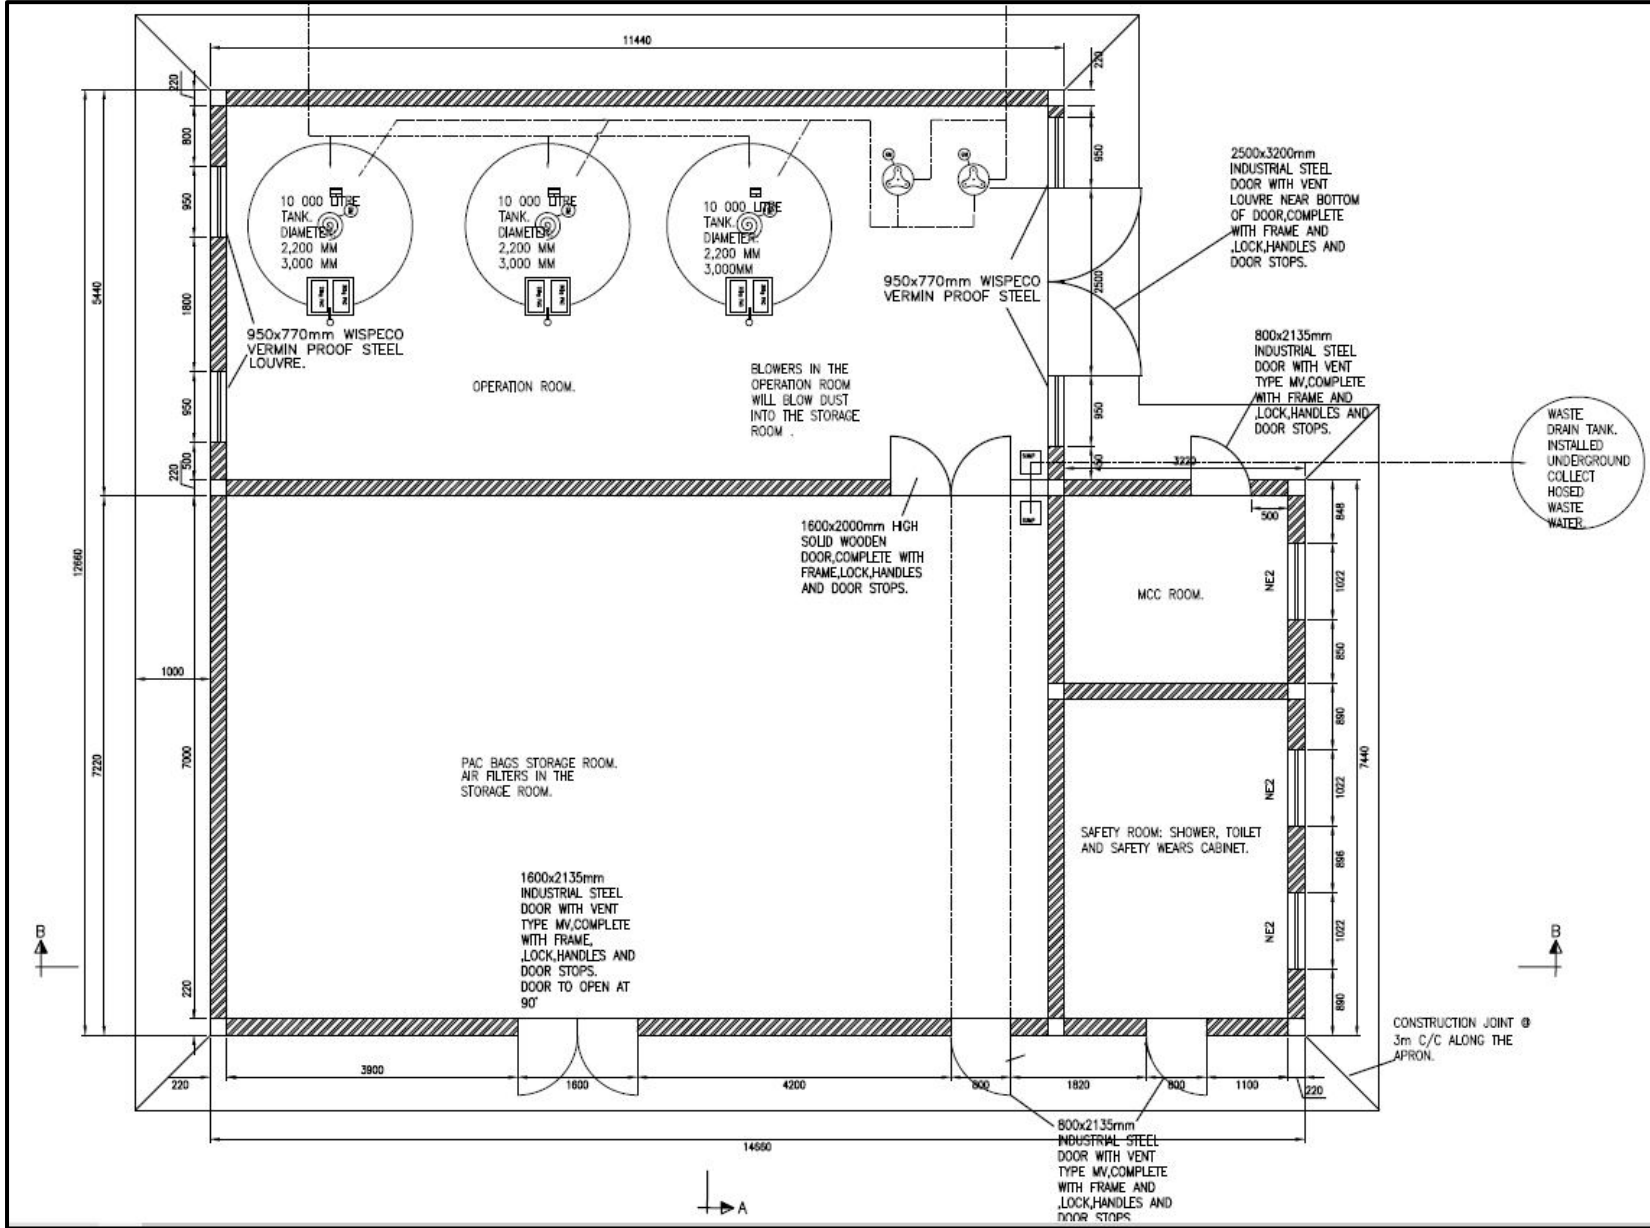 11440
220
220
800
950
1800
950
500
220
5440
12660
7220
7000
220
1000
10 000 LITRE
TANK.
DIAMETER:
2,200 MM
3,000 MM
10 000 LITRE
TANK.
DIAMETER:
2,200 MM
3,000 MM
10 000 LITRE
TANK.
DIAMETER:
2,200 MM
3,000MM
950x770mm WISPECO
VERMIN PROOF STEEL
LOUVRE.
OPERATION ROOM.
BLOWERS IN THE
OPERATION ROOM
WILL BLOW DUST
INTO THE STORAGE
ROOM .
950x770mm WISPECO
VERMIN PROOF STEEL
950
2500
950
450
2500x3200mm
INDUSTRIAL STEEL
DOOR WITH VENT
LOUVRE NEAR BOTTOM
OF DOOR,COMPLETE
WITH FRAME AND
,LOCK,HANDLES AND
DOOR STOPS.
800x2135mm
INDUSTRIAL STEEL
DOOR WITH VENT
TYPE MV,COMPLETE
WITH FRAME AND
,LOCK,HANDLES AND
DOOR STOPS.
WASTE
DRAIN TANK.
INSTALLED
UNDERGROUND
COLLECT
HOSED
WASTE
WATER.
3220
500
SUMP
SUMP
1600x2000mm HIGH
SOLID WOODEN
DOOR,COMPLETE WITH
FRAME,LOCK,HANDLES
AND DOOR STOPS.
MCC ROOM.
NE2
848
1022
850
890
1022
896
1022
890
7440
NE2
NE2
PAC BAGS STORAGE ROOM.
AIR FILTERS IN THE
STORAGE ROOM.
SAFETY ROOM: SHOWER, TOILET
AND SAFETY WEARS CABINET.
1600x2135mm
INDUSTRIAL STEEL
DOOR WITH VENT
TYPE MV,COMPLETE
WITH FRAME,
,LOCK,HANDLES AND
DOOR STOPS.
DOOR TO OPEN AT
90°
B
B
CONSTRUCTION JOINT @
3m C/C ALONG THE
APRON.
220
3900
1600
4200
800
1820
800
1100
220
800x2135mm
INDUSTRIAL STEEL
DOOR WITH VENT
TYPE MV,COMPLETE
WITH FRAME AND
,LOCK,HANDLES AND
DOOR STOPS
14660
A